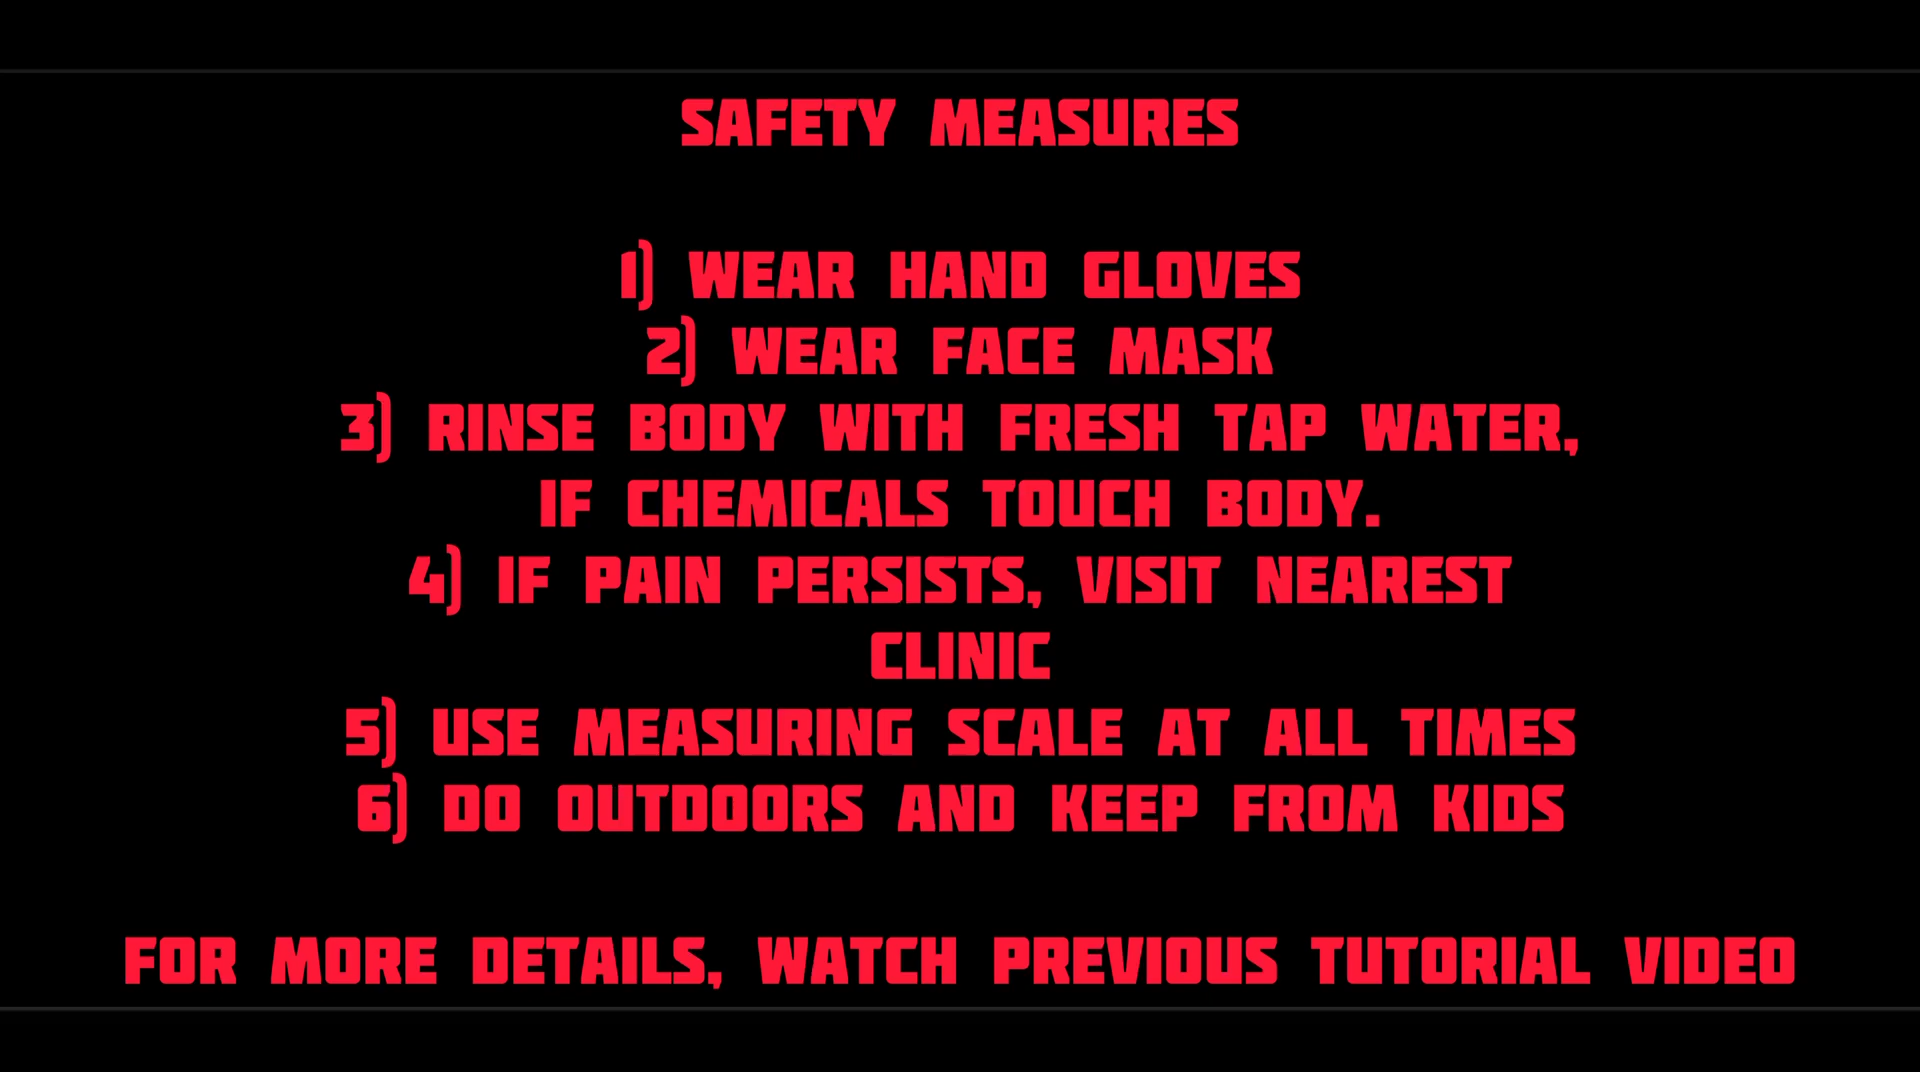 SAFETY MEASURES
1) WEAR HAND GLOVES
2) WEAR FACE MASK
3) RINSE BODY WITH FRESH TAP WATER,
IF CHEMICALS TOUCH BODY.
4) IF PAIN PERSISTS, VISIT NEAREST
CLINIC
5) USE MEASURING SCALE AT ALL TIMES
6) DO OUTDOORS AND KEEP FROM KIDS
FOR MORE DETAILS, WATCH PREVIOUS TUTORIAL VIDEO